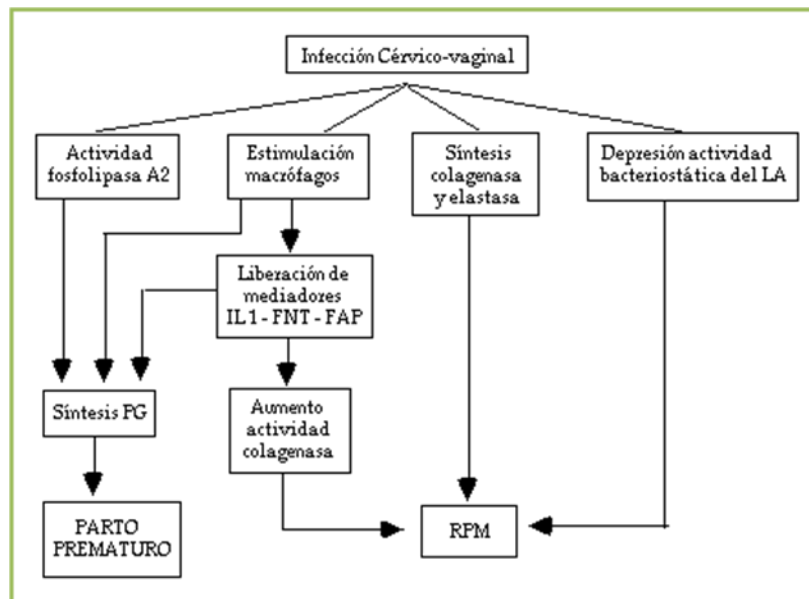 Infección Cérvico-vaginal
Actividad
fosfolipasa A2
Estimulación
macrófagos
Síntesis
colagenasa
y elastasa
Depresión actividad
bacteriostática del LA
Liberación de
mediadores
IL1 - FNT - FAP
Síntesis PG
Aumento
actividad
colagenasa
PARTO
PREMATURO
RPM